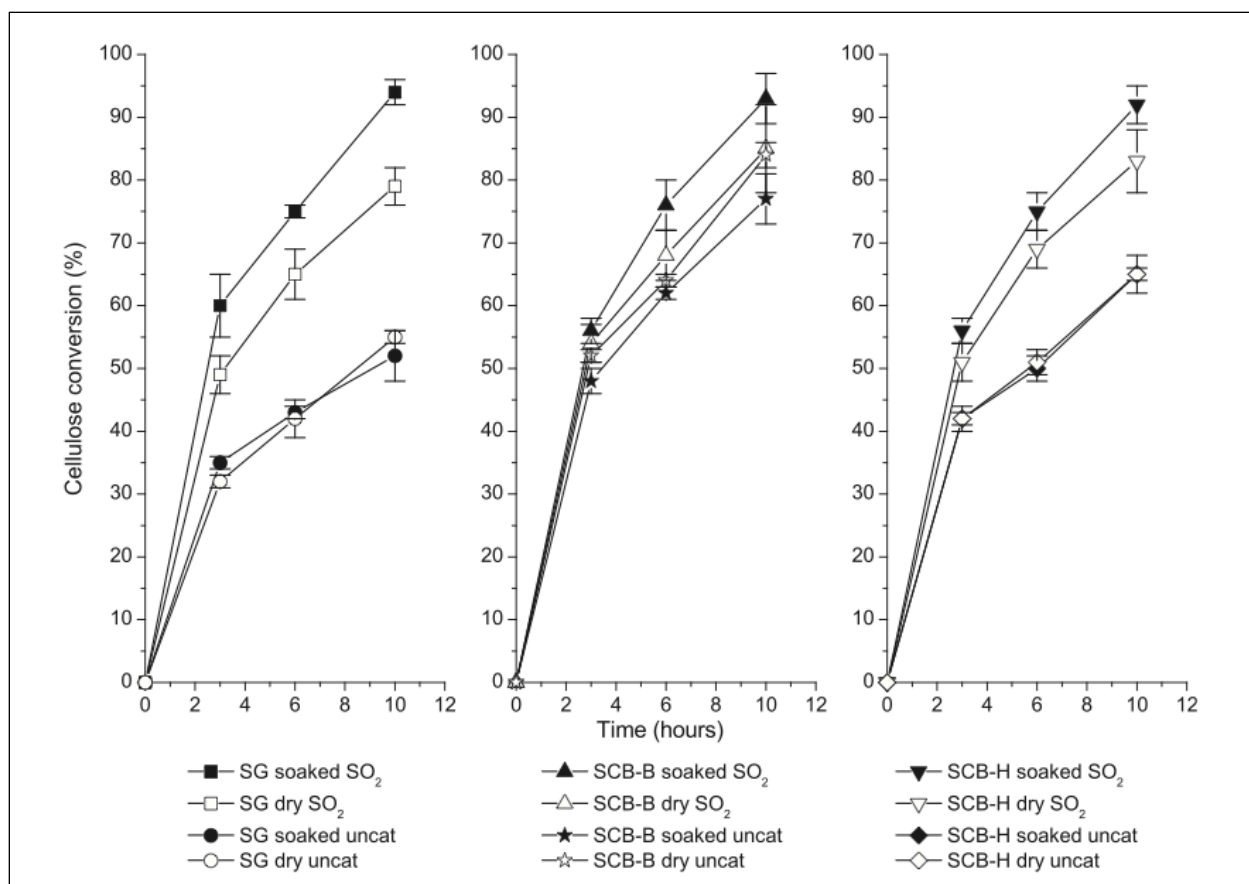 Cellulose conversion (%)
100
90
80
70
60
50
40
30
20
10
0
0 2 4 6 8 10 12
100
90
80
70
60
50
40
30
20
10
0
0 2 4 6 8 10 12
100
90
80
70
60
50
40
30
20
10
0
0 2 4 6 8 10 12
Time (hours)
SG soaked SO₂
SG dry SO₂
SG soaked uncat
SG dry uncat
SCB-B soaked SO₂
SCB-B dry SO₂
SCB-B soaked uncat
SCB-B dry uncat
SCB-H soaked SO₂
SCB-H dry SO₂
SCB-H soaked uncat
SCB-H dry uncat